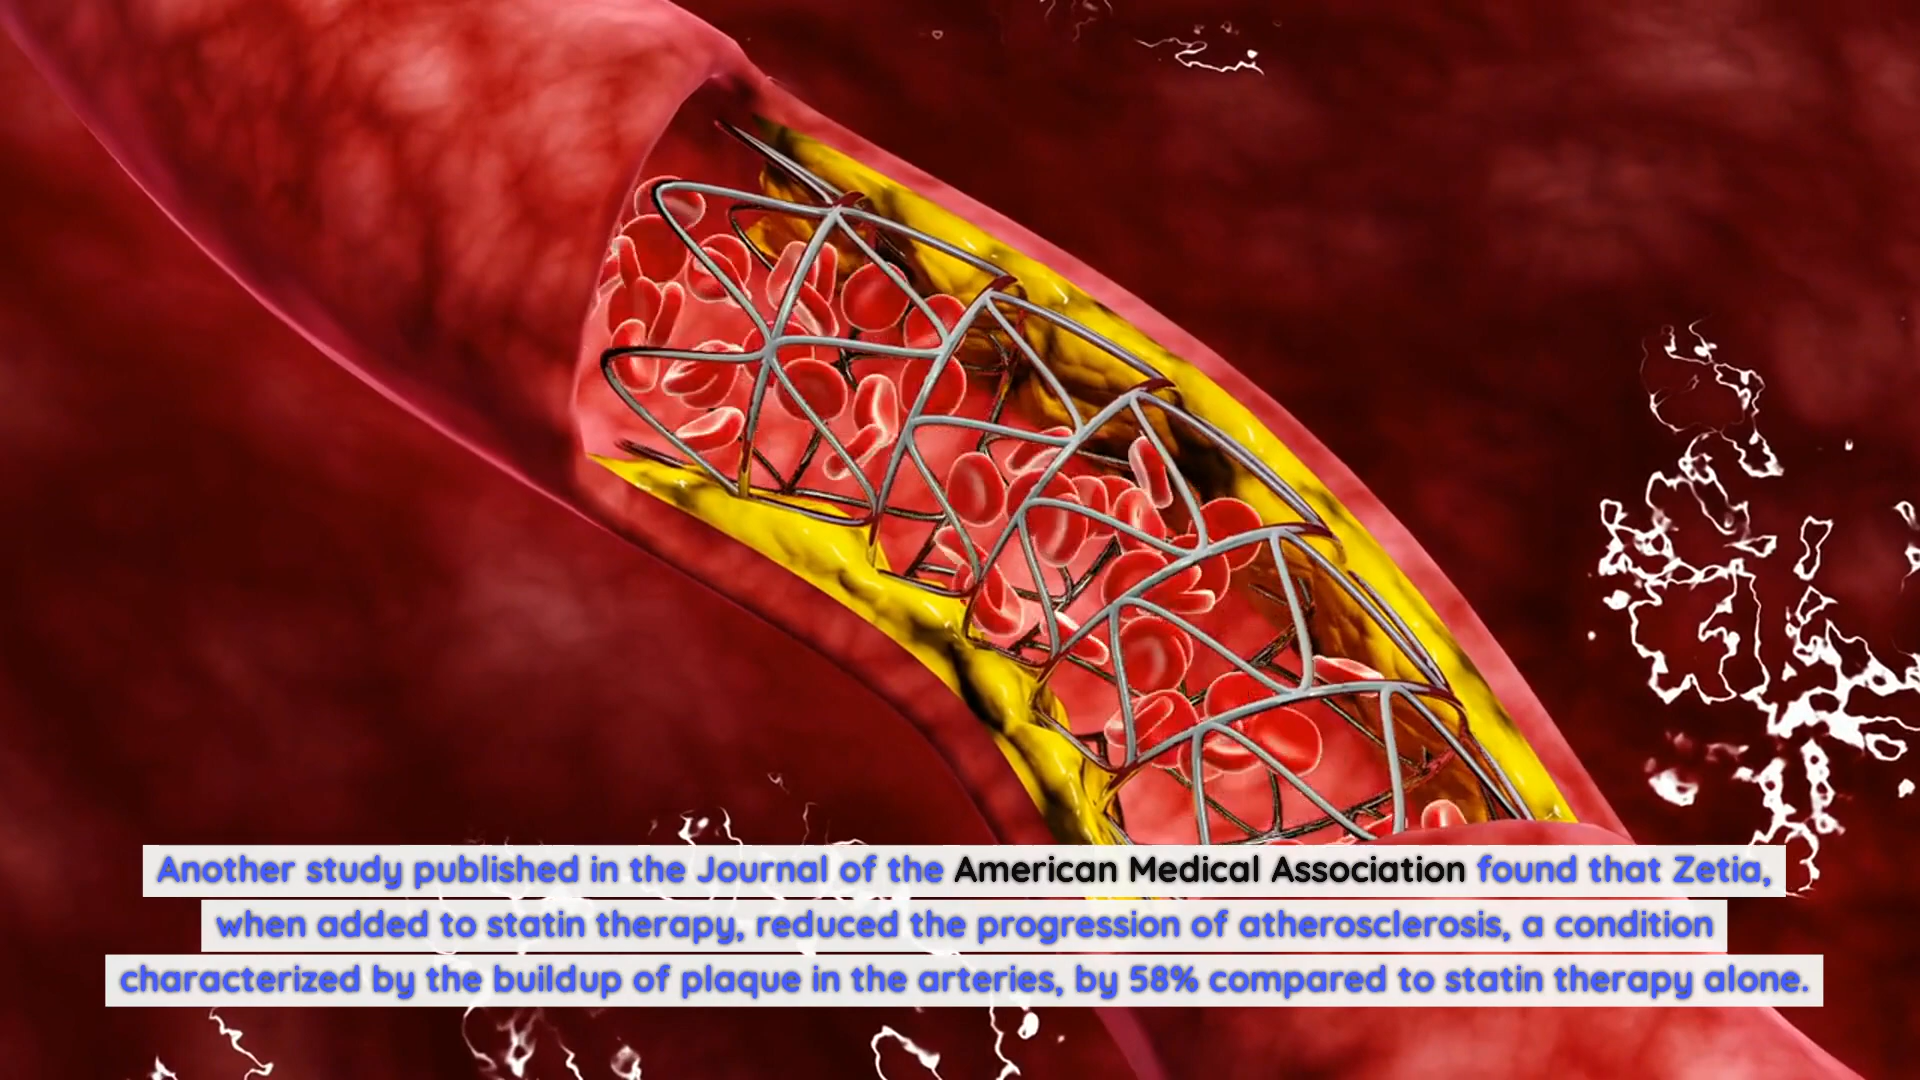 Another study published in the Journal of the American Medical Association found that Zetia,
when added to statin therapy, reduced the progression of atherosclerosis, a condition
characterized by the buildup of plaque in the arteries, by 58% compared to statin therapy alone.